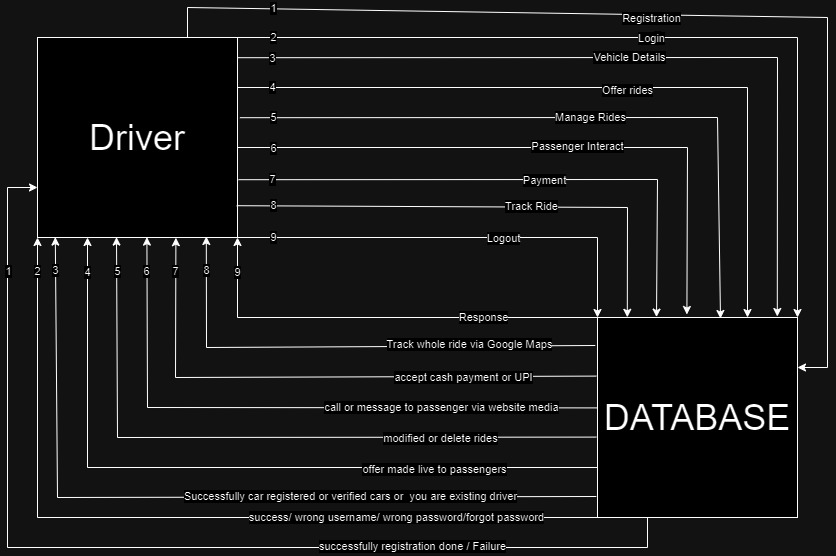 1
Registration
2
Login
3
Vehicle Details
4
Offer rides
5
Manage Rides
6
Passenger Interact
7
Payment
8
Track Ride
9
Logout
Driver
1
2
3
4
5
6
7
8
9
Response
Track whole ride via Google Maps
accept cash payment or UPI
call or message to passenger via website media
modified or delete rides
offer made live to passengers
Successfully car registered or verified cars or you are existing driver
success/ wrong username/ wrong password/forgot password
successfully registration done / Failure
DATABASE